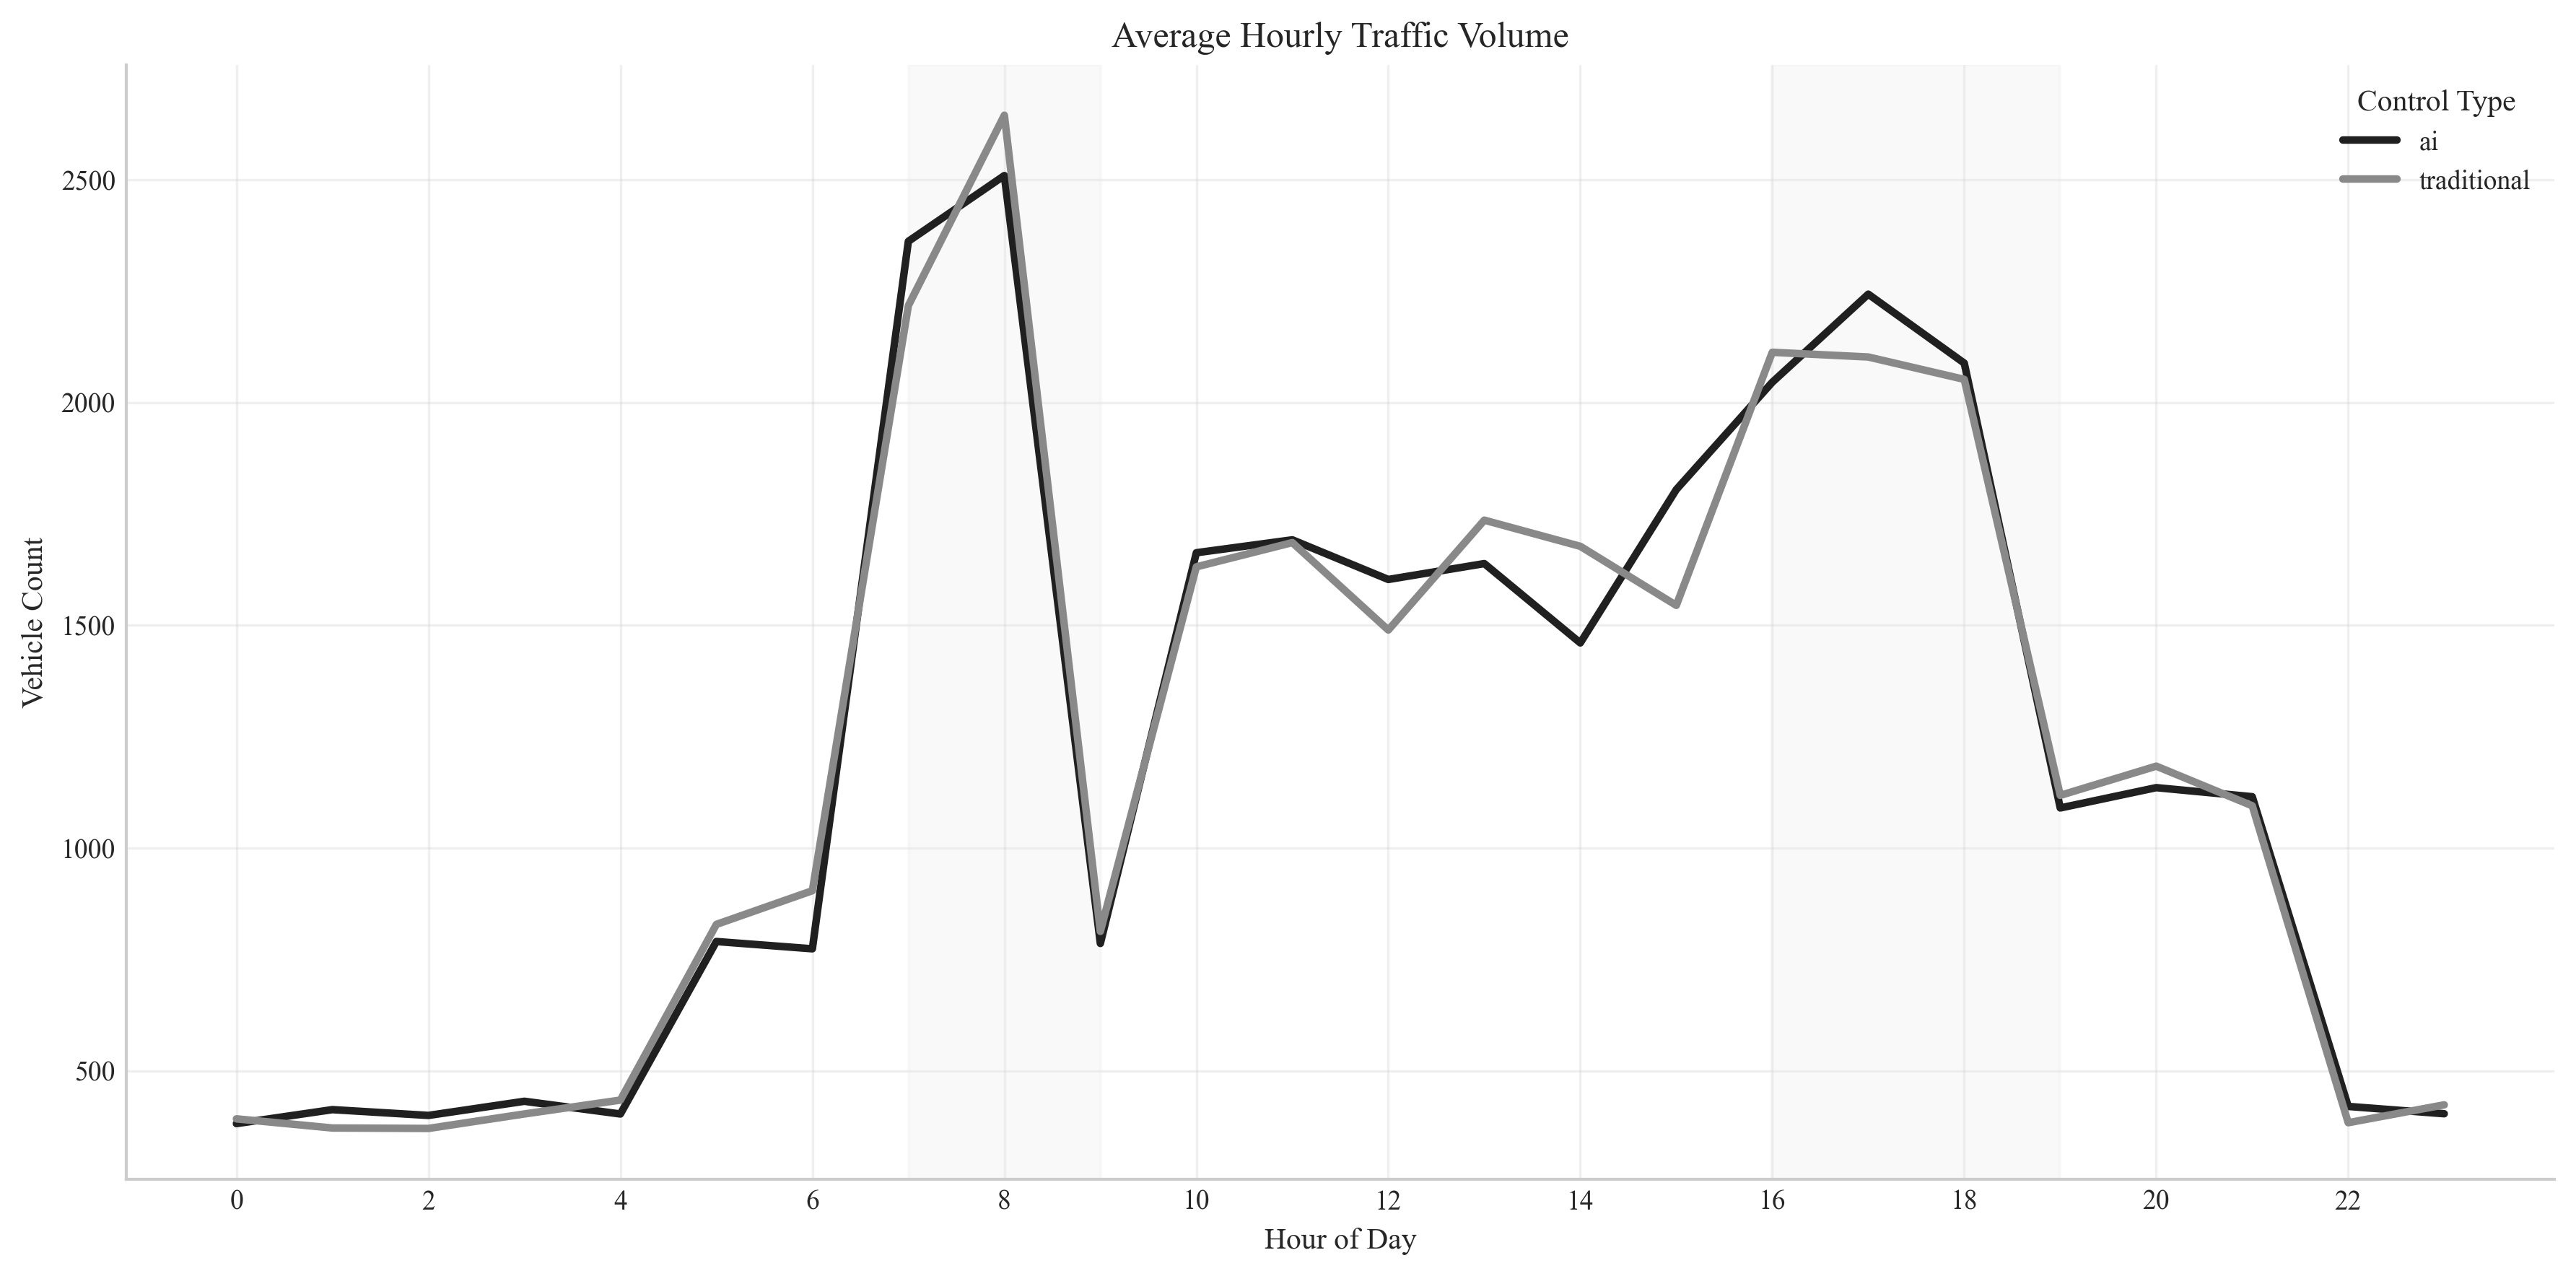 Average Hourly Traffic Volume
Control Type
ai
traditional
Vehicle Count
2500
2000
1500
1000
500
0 2 4 6 8 10 12 14 16 18 20 22
Hour of Day